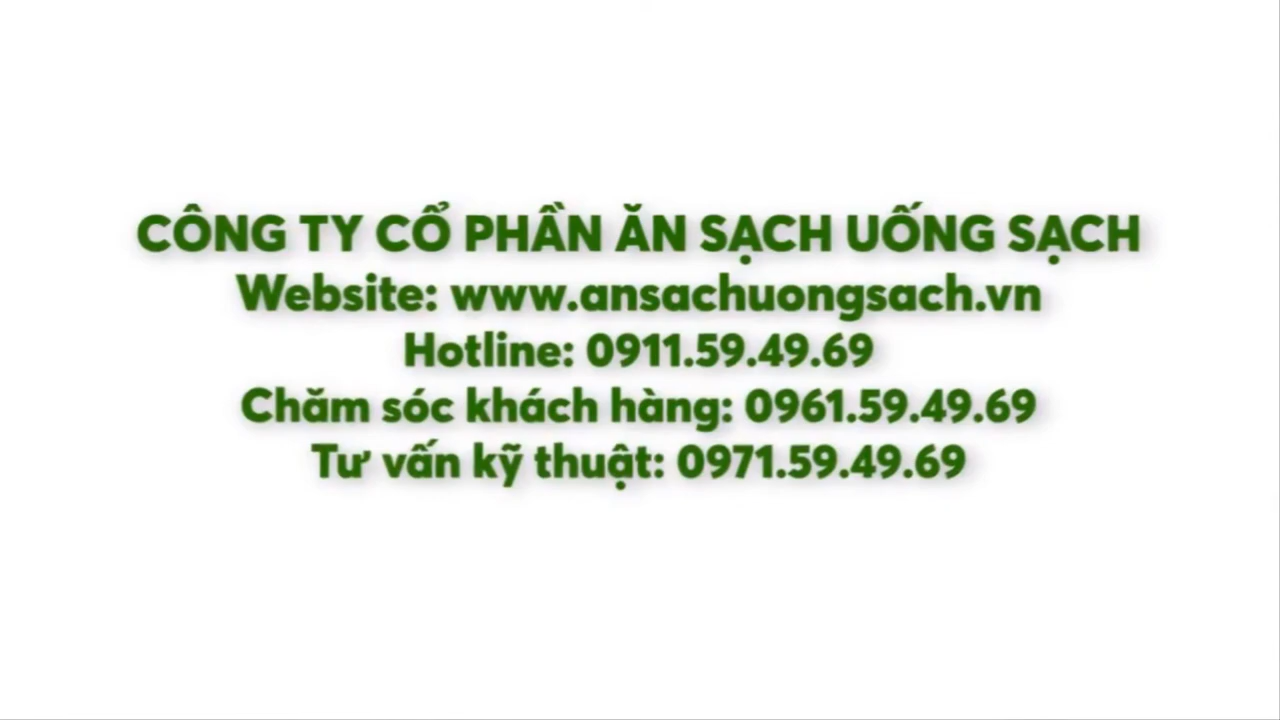 CÔNG TY CỔ PHẦN ĂN SẠCH UỐNG SẠCH
Website: www.ansachuongsach.vn
Hotline: 0911.59.49.69
Chăm sóc khách hàng: 0961.59.49.69
Tư vấn kỹ thuật: 0971.59.49.69